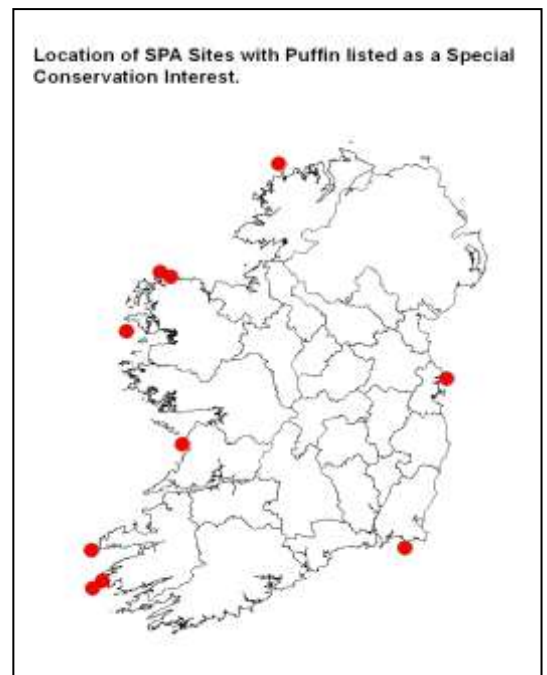 Location of SPA Sites with Puffin listed as a Special
Conservation Interest.